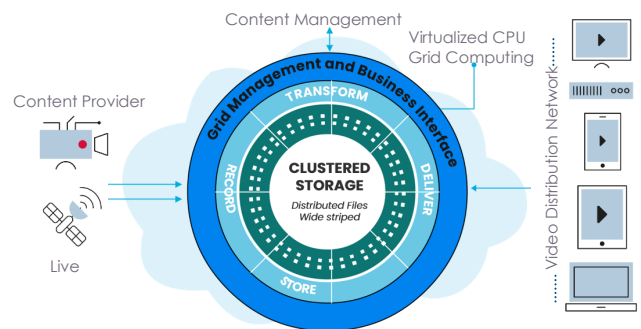 Content Management
Virtualized CPU
Grid Computing
Content Provider
Live
Grid Management and Business Interface
TRANSFORM
RECORD
DELIVER
STORE
CLUSTERED
STORAGE
Distributed Files
Wide striped
Video Distribution Network